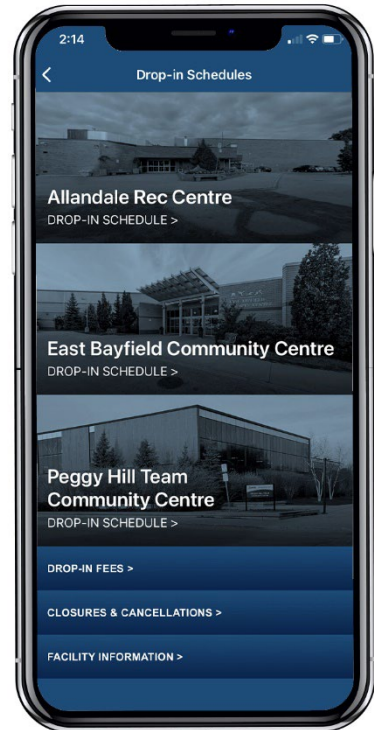 2:14
Drop-in Schedules
Allandale Rec Centre
DROP-IN SCHEDULE >
East Bayfield Community Centre
DROP-IN SCHEDULE >
Peggy Hill Team
Community Centre
DROP-IN SCHEDULE >
DROP-IN FEES >
CLOSURES & CANCELLATIONS >
FACILITY INFORMATION >